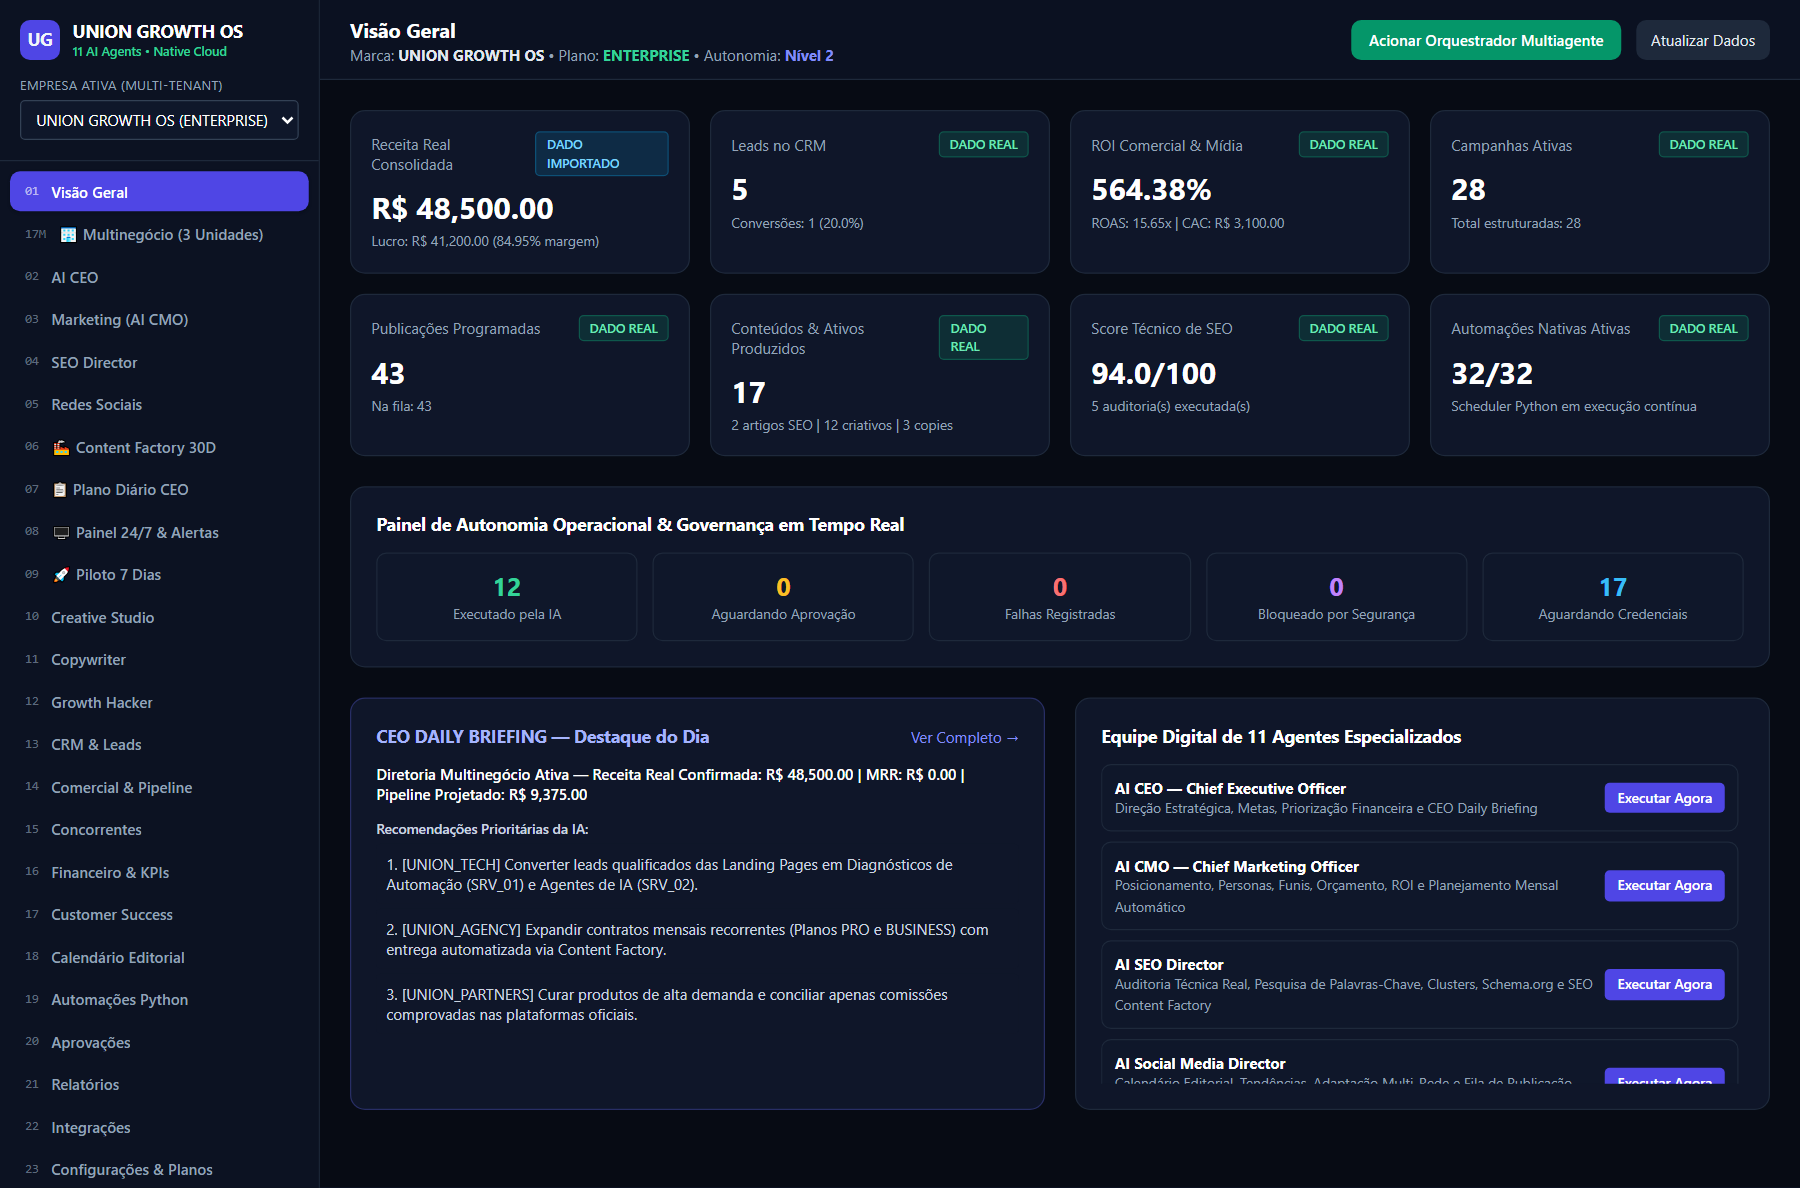 UG
UNION GROWTH OS
11 AI Agents • Native Cloud
EMPRESA ATIVA (MULTI-TENANT)
UNION GROWTH OS (ENTERPRISE)
01 Visão Geral
17M 🏢 Multinegócio (3 Unidades)
02 AI CEO
03 Marketing (AI CMO)
04 SEO Director
05 Redes Sociais
06 🏭 Content Factory 30D
07 📋 Plano Diário CEO
08 🖥️ Painel 24/7 & Alertas
09 🚀 Piloto 7 Dias
10 Creative Studio
11 Copywriter
12 Growth Hacker
13 CRM & Leads
14 Comercial & Pipeline
15 Concorrentes
16 Financeiro & KPIs
17 Customer Success
18 Calendário Editorial
19 Automações Python
20 Aprovações
21 Relatórios
22 Integrações
23 Configurações & Planos
Visão Geral
Marca: UNION GROWTH OS • Plano: ENTERPRISE • Autonomia: Nível 2
Acionar Orquestrador Multiagente
Atualizar Dados
Receita Real
Consolidada
DADO
IMPORTADO
R$ 48,500.00
Lucro: R$ 41,200.00 (84.95% margem)
Leads no CRM
DADO REAL
5
Conversões: 1 (20.0%)
ROI Comercial & Mídia
DADO REAL
564.38%
ROAS: 15.65x | CAC: R$ 3,100.00
Campanhas Ativas
DADO REAL
28
Total estruturadas: 28
Publicações Programadas
DADO REAL
43
Na fila: 43
Conteúdos & Ativos
Produzidos
DADO
REAL
17
2 artigos SEO | 12 criativos | 3 copies
Score Técnico de SEO
DADO REAL
94.0/100
5 auditoria(s) executada(s)
Automações Nativas Ativas
DADO REAL
32/32
Scheduler Python em execução contínua
Painel de Autonomia Operacional & Governança em Tempo Real
12
Executado pela IA
0
Aguardando Aprovação
0
Falhas Registradas
0
Bloqueado por Segurança
17
Aguardando Credenciais
CEO DAILY BRIEFING — Destaque do Dia
Ver Completo →
Diretoria Multinegócio Ativa — Receita Real Confirmada: R$ 48,500.00 | MRR: R$ 0.00 |
Pipeline Projetado: R$ 9,375.00
Recomendações Prioritárias da IA:
1. [UNION_TECH] Converter leads qualificados das Landing Pages em Diagnósticos de
Automação (SRV_01) e Agentes de IA (SRV_02).
2. [UNION_AGENCY] Expandir contratos mensais recorrentes (Planos PRO e BUSINESS) com
entrega automatizada via Content Factory.
3. [UNION_PARTNERS] Curar produtos de alta demanda e conciliar apenas comissões
comprovadas nas plataformas oficiais.
Equipe Digital de 11 Agentes Especializados
AI CEO — Chief Executive Officer
Direção Estratégica, Metas, Priorização Financeira e CEO Daily Briefing
Executar Agora
AI CMO — Chief Marketing Officer
Posicionamento, Personas, Funis, Orçamento, ROI e Planejamento Mensal
Automático
Executar Agora
AI SEO Director
Auditoria Técnica Real, Pesquisa de Palavras-Chave, Clusters, Schema.org e SEO
Content Factory
Executar Agora
AI Social Media Director
Calendário Editorial, Tendências, Adaptação Multi-Rede e Fila de Publicação
Executar Agora